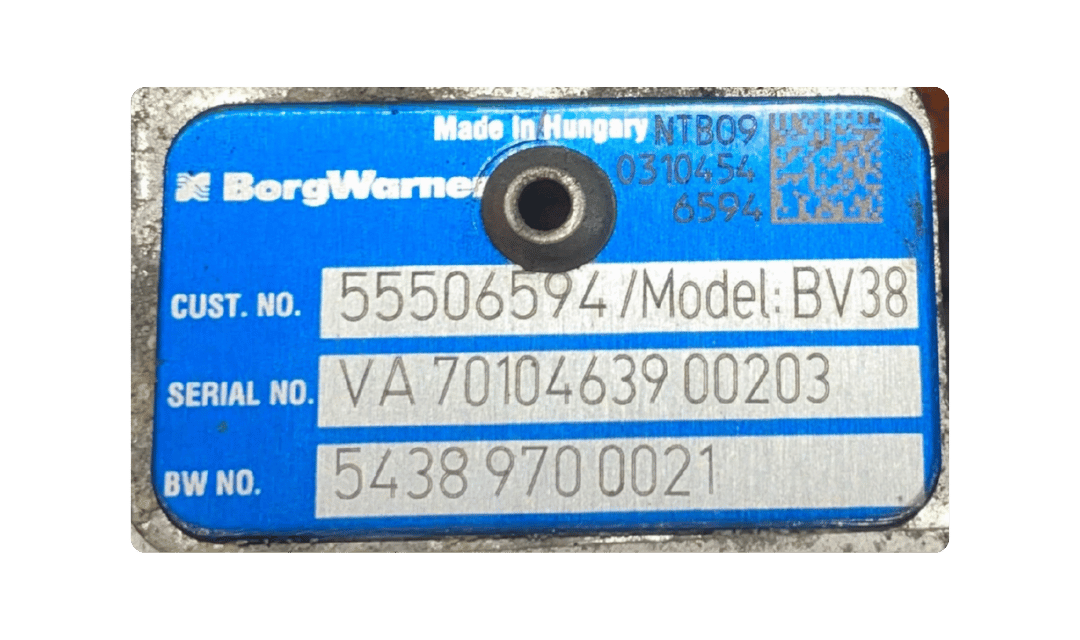 Made in Hungary NTB09
0310454
BorgWarner
6594
CUST. NO. 55506594/Model: BV38
SERIAL NO. VA 70104639 00203
BW NO. 5438 970 0021